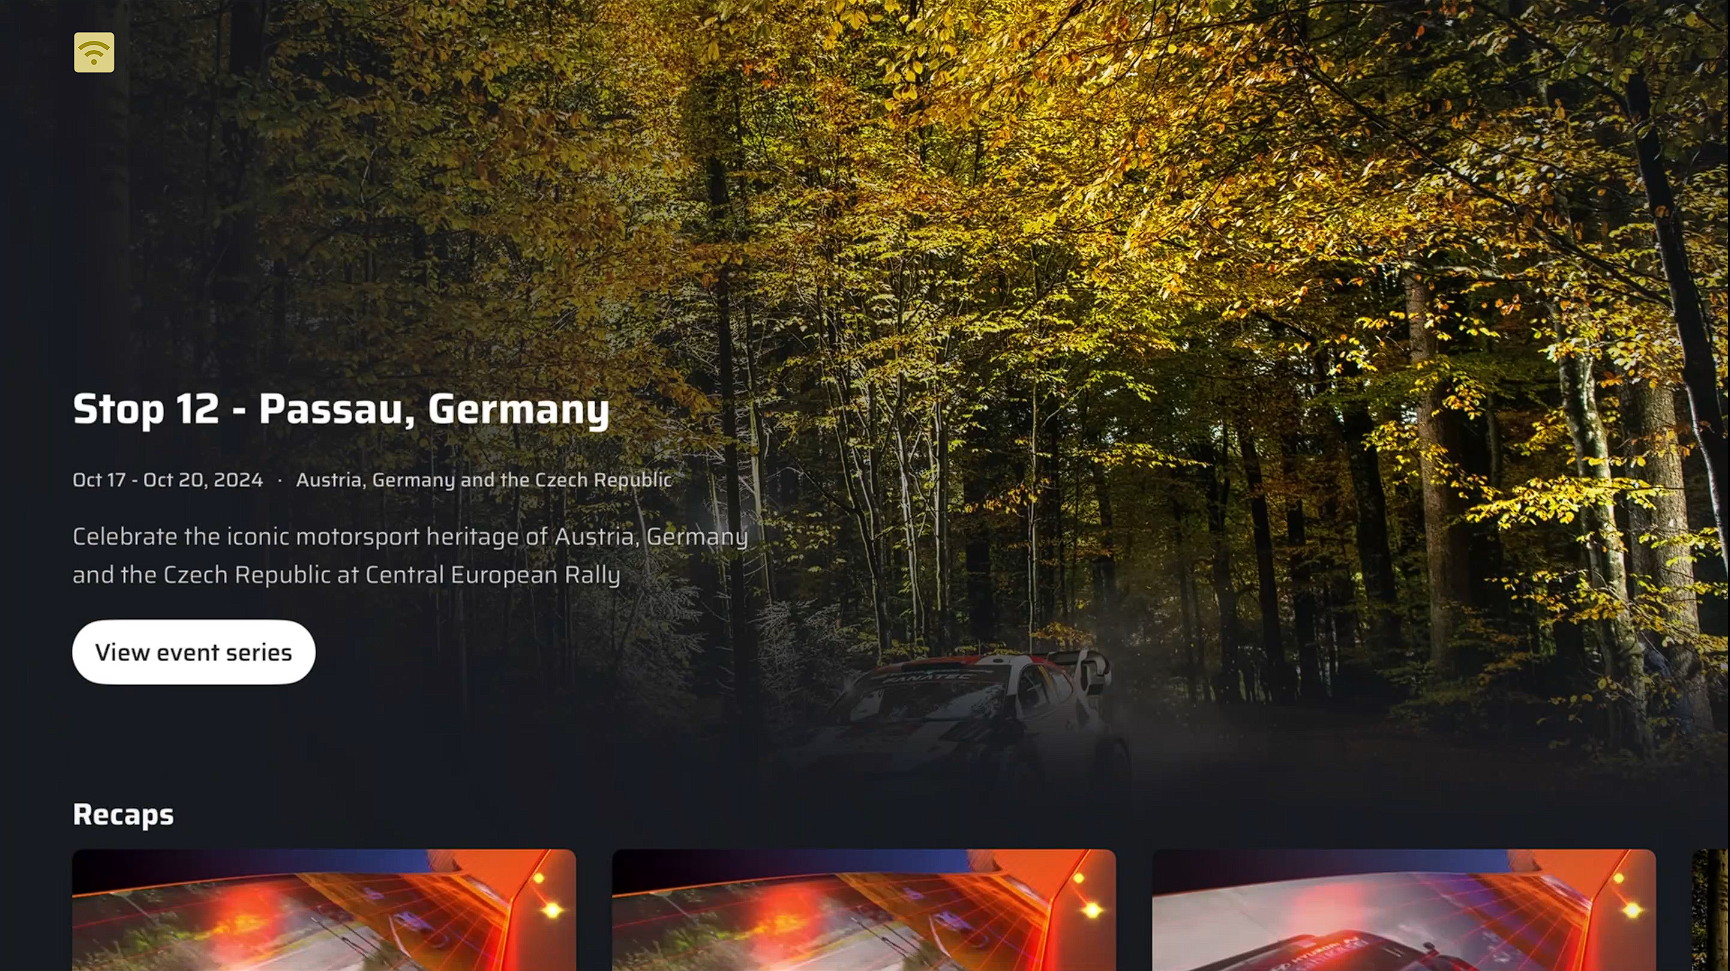 Stop 12 - Passau, Germany
Oct 17 - Oct 20, 2024 · Austria, Germany and the Czech Republic
Celebrate the iconic motorsport heritage of Austria, Germany
and the Czech Republic at Central European Rally
View event series
FANATEC
Recaps